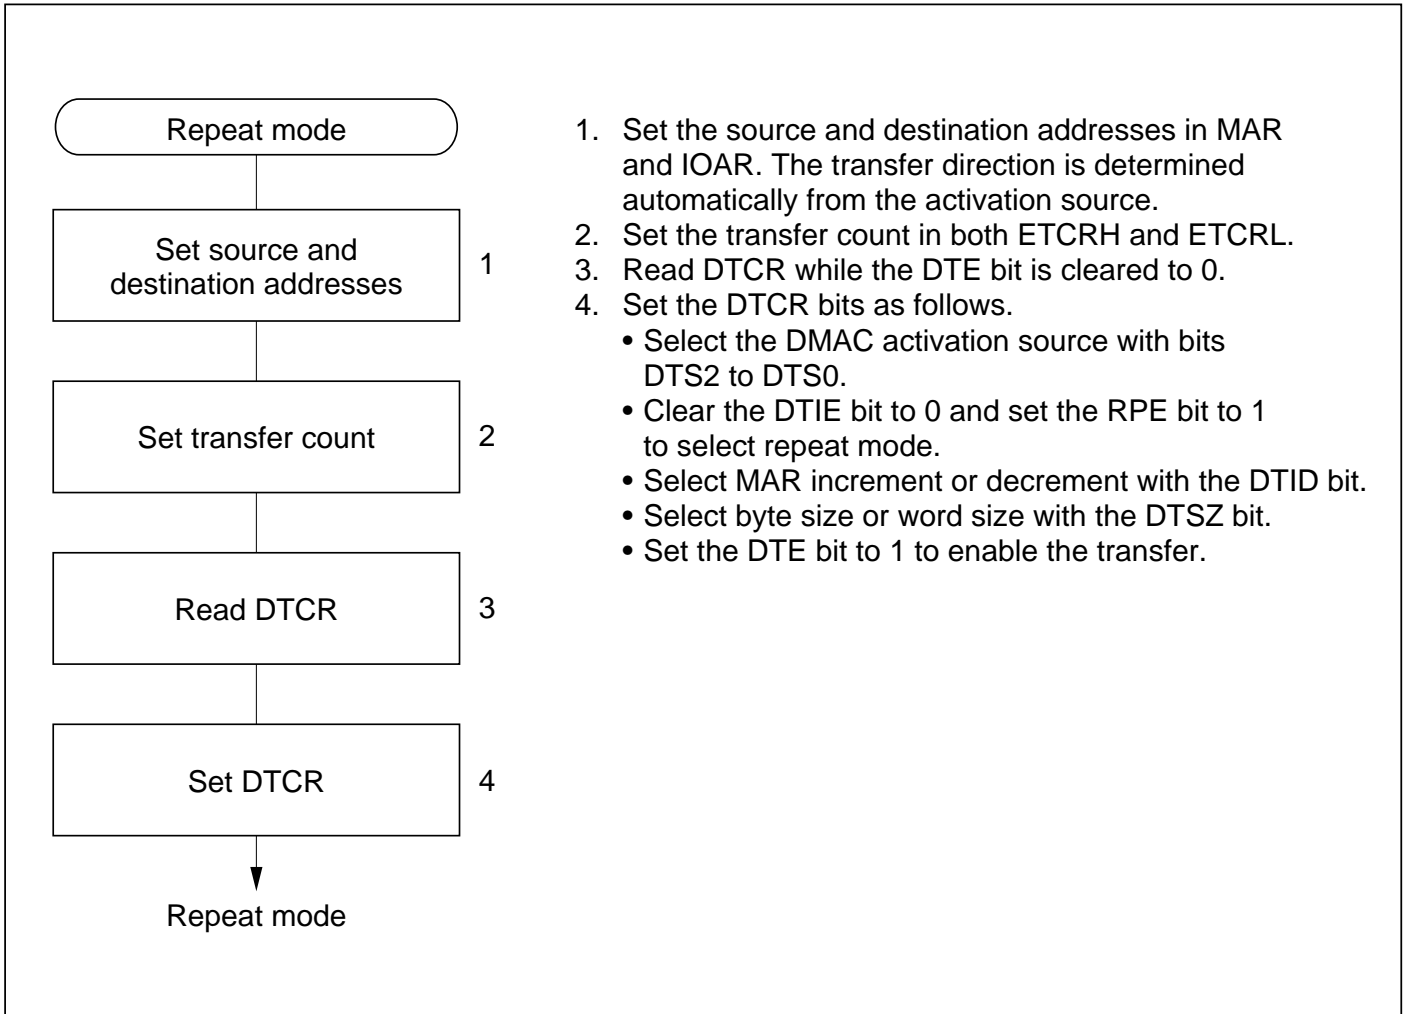 Repeat mode
Set source and
destination addresses
1
Set transfer count
2
Read DTCR
3
Set DTCR
4
Repeat mode
1. Set the source and destination addresses in MAR
and IOAR. The transfer direction is determined
automatically from the activation source.
2. Set the transfer count in both ETCRH and ETCRL.
3. Read DTCR while the DTE bit is cleared to 0.
4. Set the DTCR bits as follows.
• Select the DMAC activation source with bits
DTS2 to DTS0.
• Clear the DTIE bit to 0 and set the RPE bit to 1
to select repeat mode.
• Select MAR increment or decrement with the DTID bit.
• Select byte size or word size with the DTSZ bit.
• Set the DTE bit to 1 to enable the transfer.